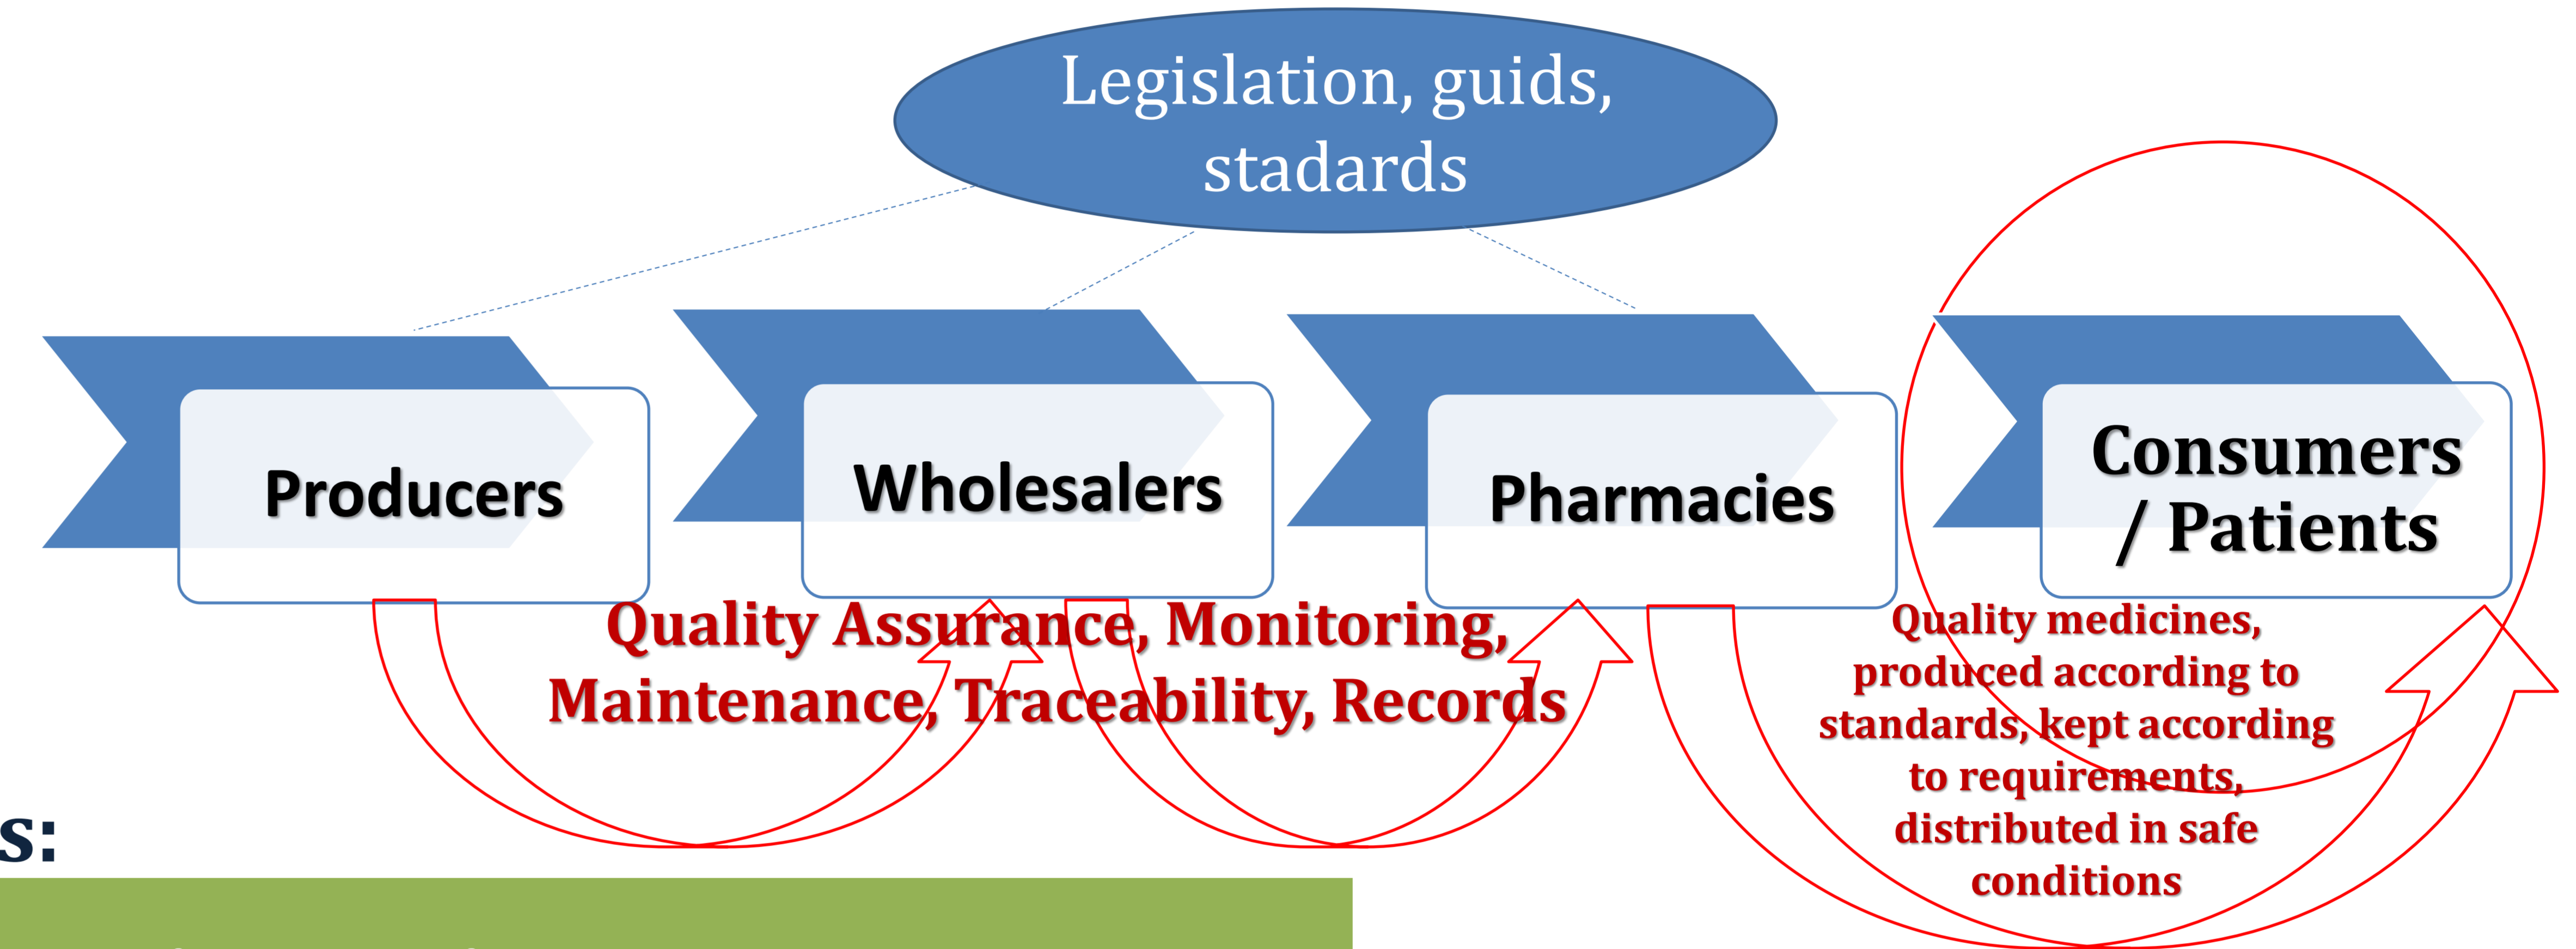 Legislation, guids,
stadards
Producers
Wholesalers
Pharmacies
Consumers
/ Patients
Quality Assurance, Monitoring,
Maintenance, Traceability, Records
Quality medicines,
produced according to
standards, kept according
to requirements,
distributed in safe
conditions
s: